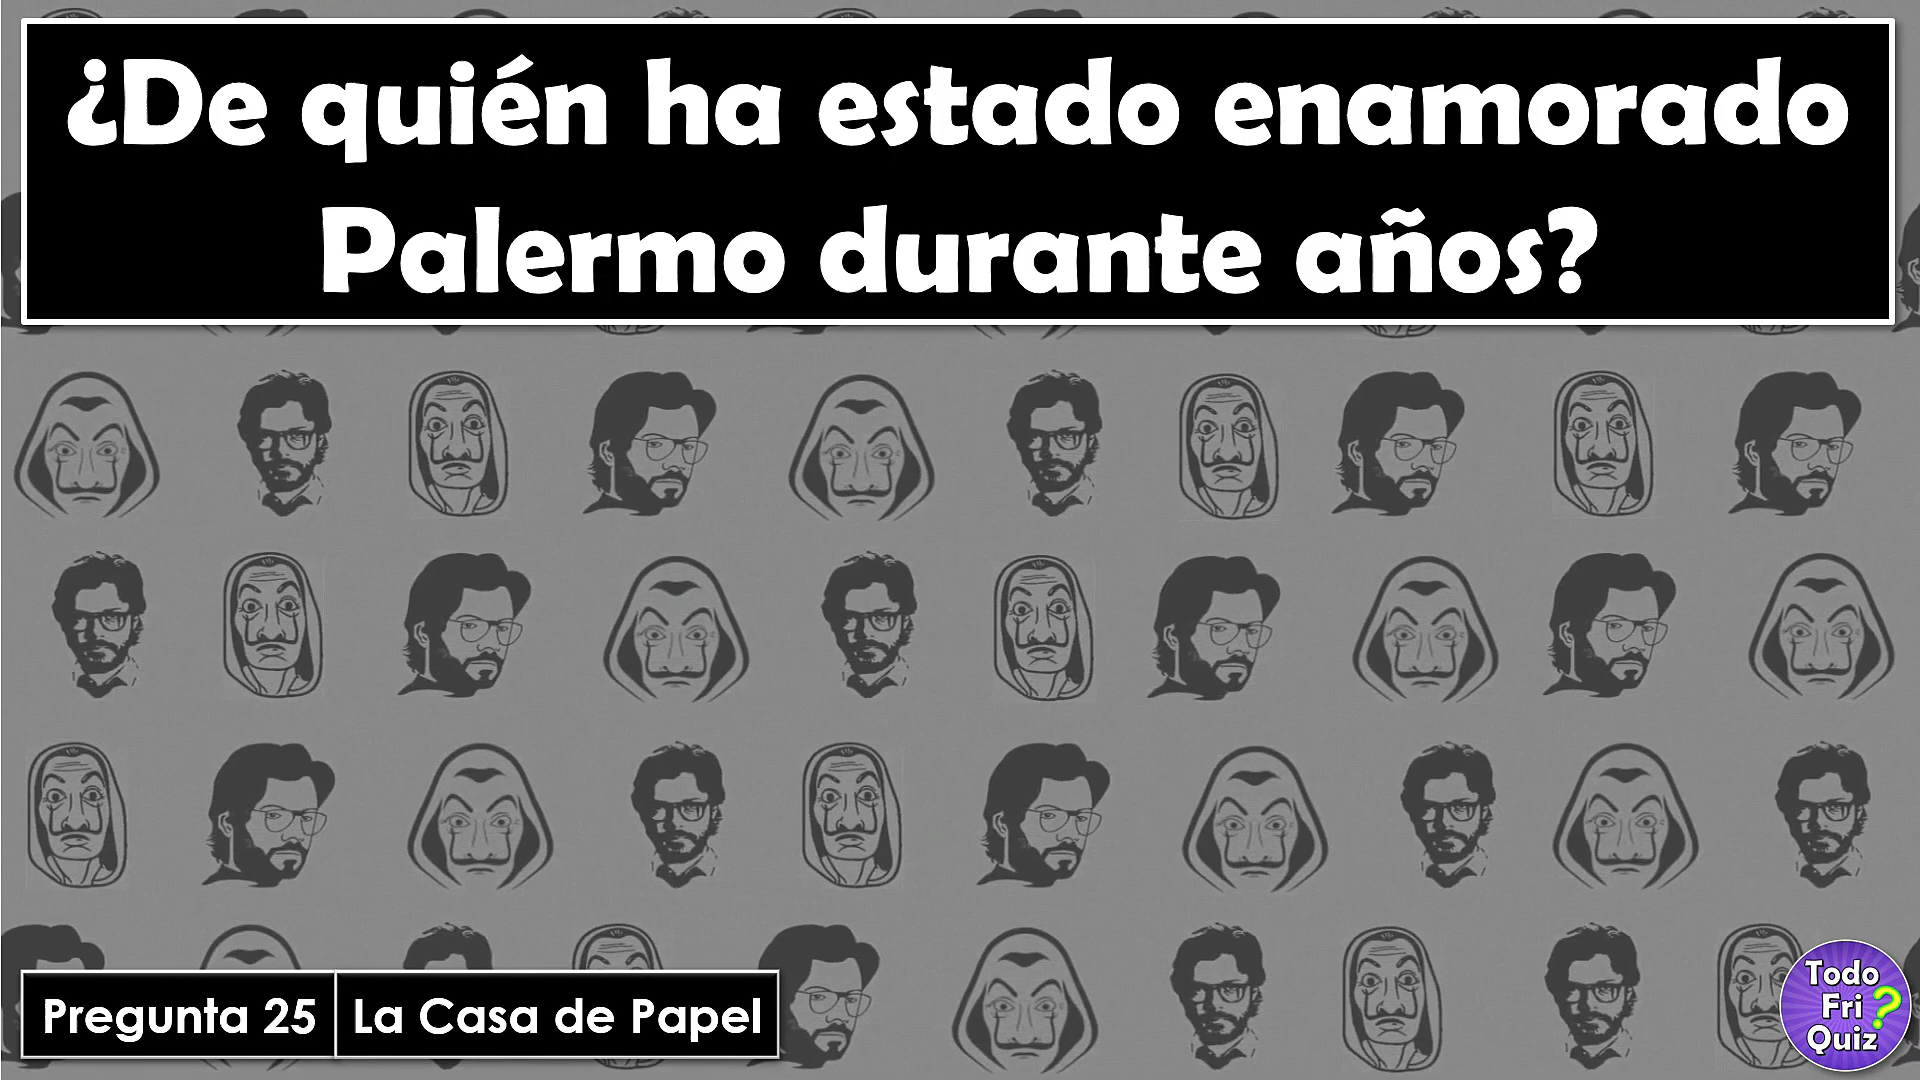 ¿De quién ha estado enamorado
Palermo durante años?
Pregunta 25
La Casa de Papel
Todo
Fri
Quiz
?